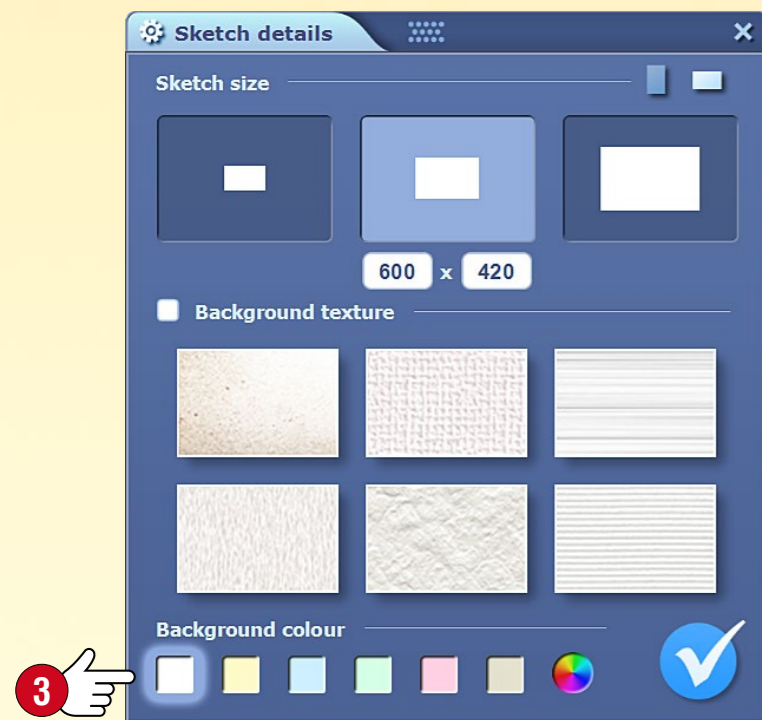 Sketch details
Sketch size
600 x 420
Background texture
Background colour
3